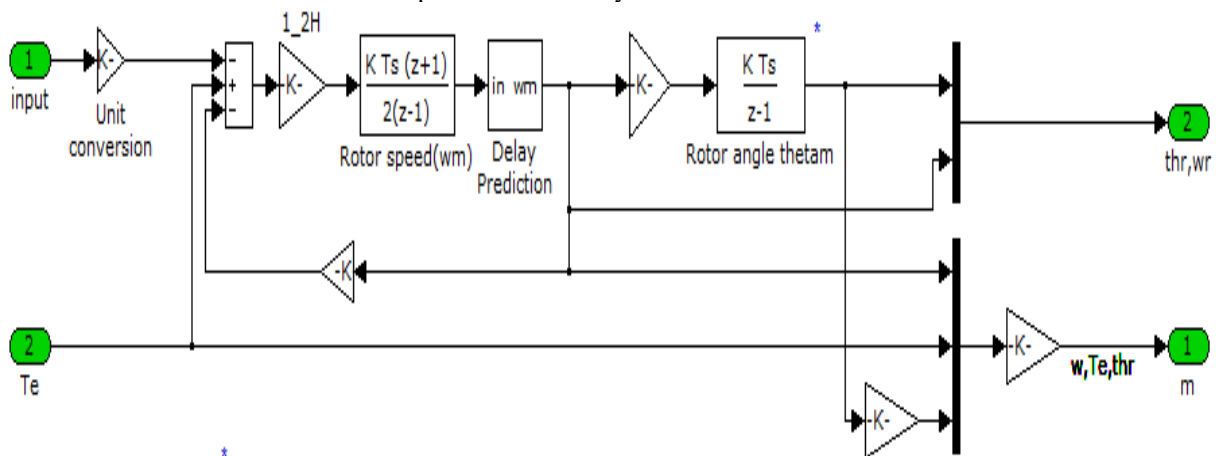 1_2H
*
1
input
K-
Unit
conversion
-
+
-
-K-
K Ts (z+1)
2(z-1)
Rotor speed(wm)
in wm
Delay
Prediction
-K-
K Ts
z-1
Rotor angle thetam
2
thr,wr
-K
2
Te
-K-
-K-
w,Te,thr
1
m
*